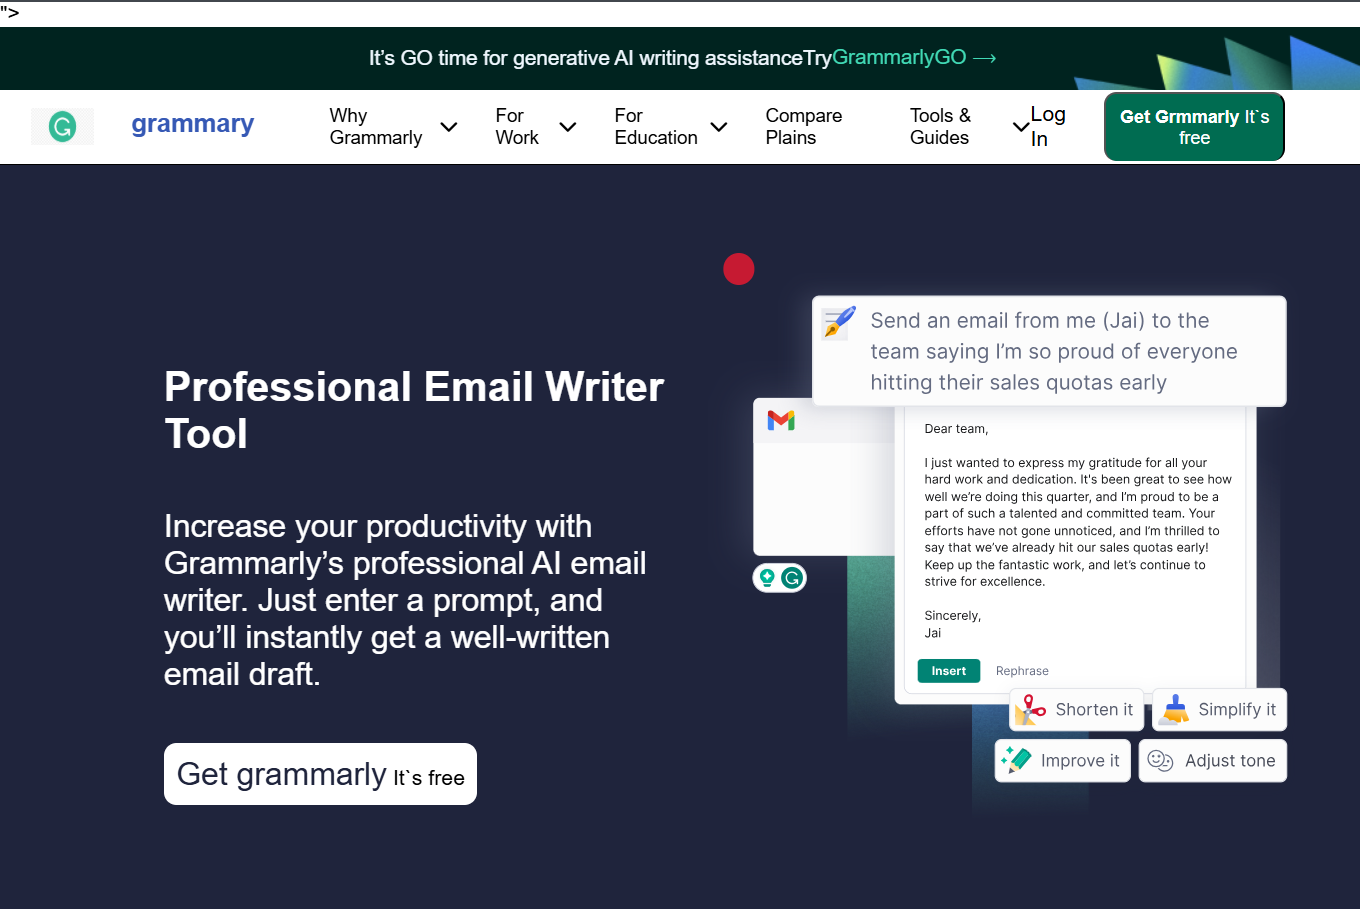 ">
It’s GO time for generative AI writing assistanceTryGrammarlyGO →
grammary
Why
Grammarly
For
Work
For
Education
Compare
Plains
Tools &
Guides
Log
In
Get Grmmarly It`s
free
Professional Email Writer
Tool
Increase your productivity with
Grammarly’s professional AI email
writer. Just enter a prompt, and
you’ll instantly get a well-written
email draft.
Get grammarly It`s free
Send an email from me (Jai) to the
team saying I’m so proud of everyone
hitting their sales quotas early
Dear team,
I just wanted to express my gratitude for all your
hard work and dedication. It's been great to see how
well we’re doing this quarter, and I’m proud to be a
part of such a talented and committed team. Your
efforts have not gone unnoticed, and I’m thrilled to
say that we’ve already hit our sales quotas early!
Keep up the fantastic work, and let’s continue to
strive for excellence.
Sincerely,
Jai
Insert Rephrase
Shorten it Simplify it
Improve it Adjust tone